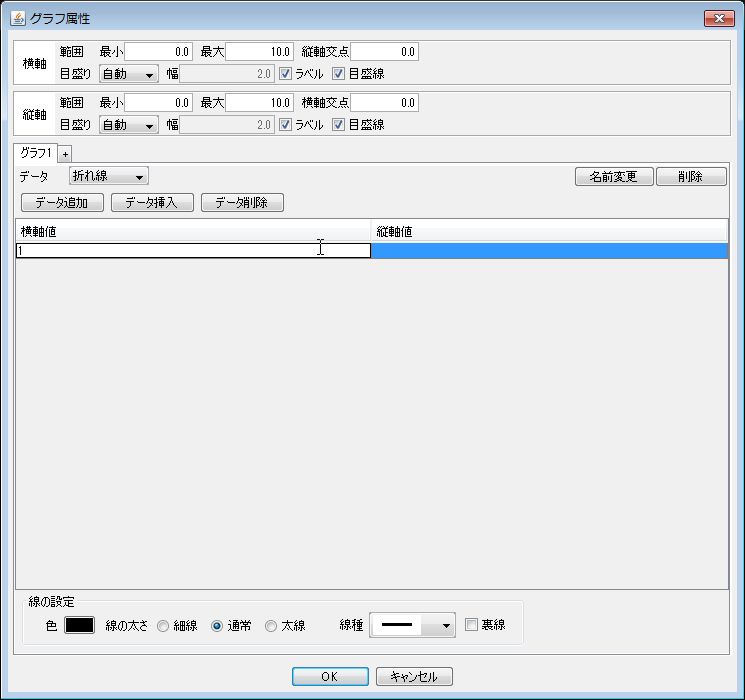 グラフ属性
横軸 範囲 最小 0.0 最大 10.0 縦軸交点 0.0
目盛り 自動 幅 2.0 ラベル 目盛線
縦軸 範囲 最小 0.0 最大 10.0 横軸交点 0.0
目盛り 自動 幅 2.0 ラベル 目盛線
グラフ1 +
データ 折れ線 名前変更 削除
データ追加 データ挿入 データ削除
横軸値 縦軸値
1
線の設定
色 線の太さ 細線 通常 太線 線種 裏線
OK キャンセル